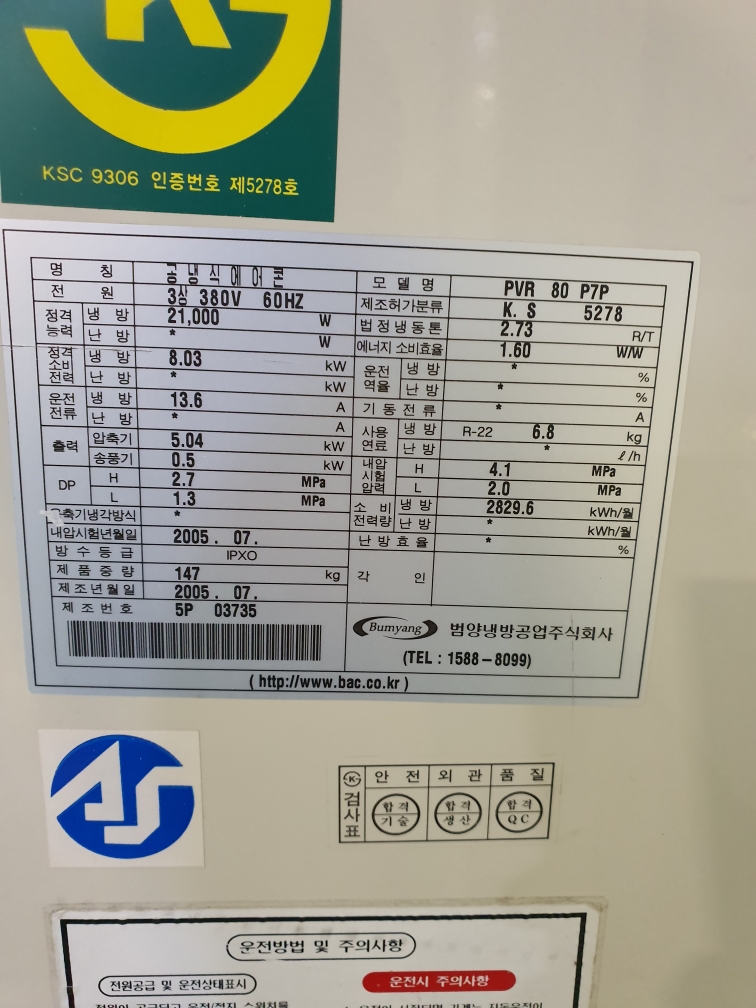 K
KSC 9306 인증번호 제5278호
명 칭 공냉식에어콘 모델명 PVR 80 P7P
전 원 3상 380V 60HZ 제조허가분류 K. S 5278
정격능력 냉방 21,000 W 법정냉동톤 2.73 R/T
난방 * W 에너지 소비효율 1.60 W/W
정격소비전력 냉방 8.03 kW 운전역율 냉방 * %
난방 * kW 난방 * %
운전전류 냉방 13.6 A 기동전류 * A
난방 * A 사용연료 냉방 R-22 6.8 kg
출력 압축기 5.04 kW 난방 * ℓ/h
송풍기 0.5 kW 내압시험압력 H 4.1 MPa
DP H 2.7 MPa L 2.0 MPa
L 1.3 MPa 소비전력량 냉방 2829.6 kWh/월
축기냉각방식 * 난방 * kWh/월
내압시험년월일 2005. 07. 난방효율 * %
방수등급 IPXO 각 인
제품중량 147 kg
제조년월일 2005. 07.
제조번호 5P 03735
Bumyang 범양냉방공업주식회사
(TEL : 1588-8099)
( http://www.bac.co.kr )
AS
K 검사표 안전 외관 품질
합격 기술 합격 생산 합격 QC
운전방법 및 주의사항
전원공급 및 운전상태표시 운전시 주의사항